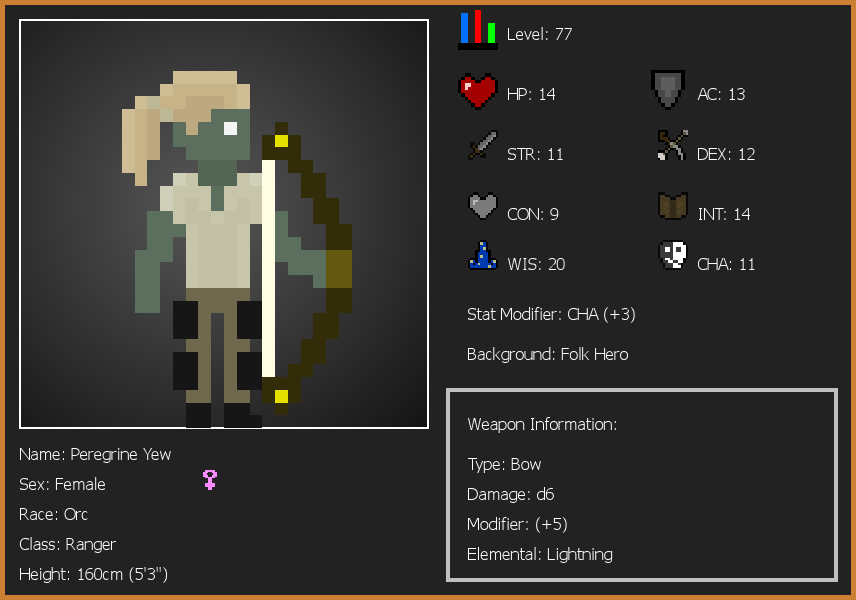 Level: 77
HP: 14
AC: 13
STR: 11
DEX: 12
CON: 9
INT: 14
WIS: 20
CHA: 11
Stat Modifier: CHA (+3)
Background: Folk Hero
Weapon Information:
Type: Bow
Damage: d6
Modifier: (+5)
Elemental: Lightning
Name: Peregrine Yew
Sex: Female
Race: Orc
Class: Ranger
Height: 160cm (5'3")